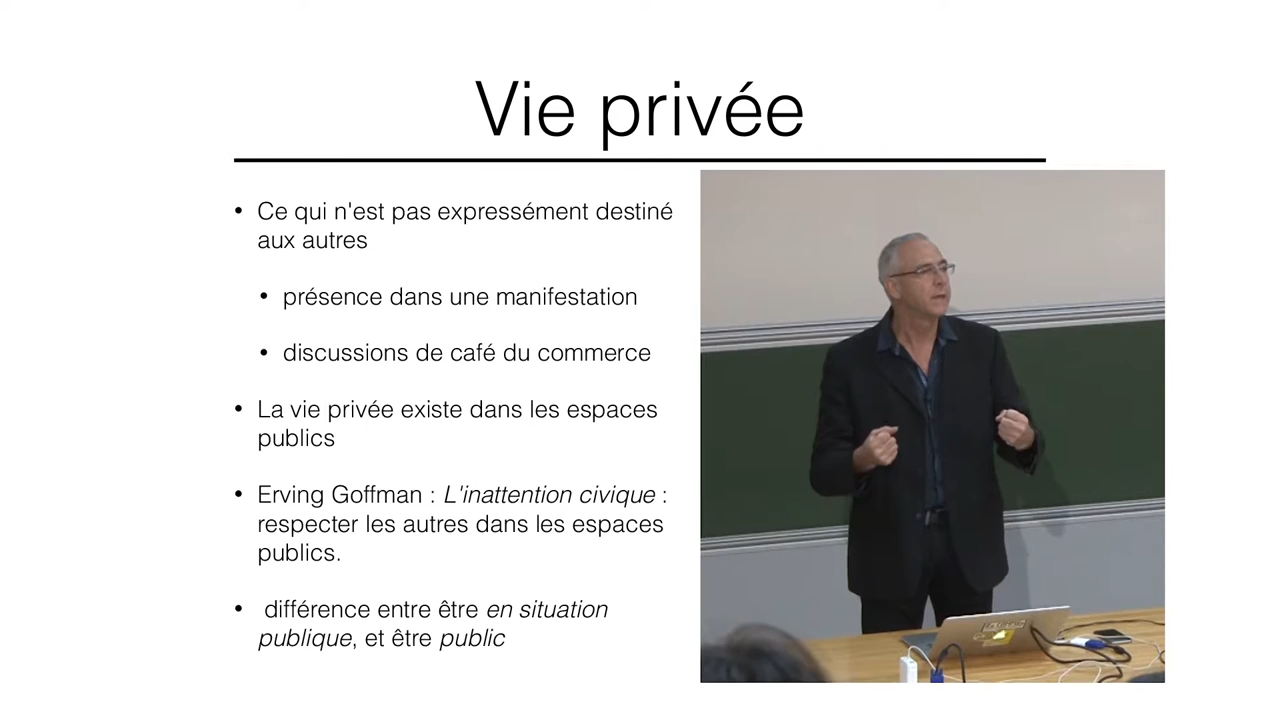 Vie privée
• Ce qui n'est pas expressément destiné
aux autres
• présence dans une manifestation
• discussions de café du commerce
• La vie privée existe dans les espaces
publics
• Erving Goffman : L'inattention civique :
respecter les autres dans les espaces
publics.
• différence entre être en situation
publique, et être public